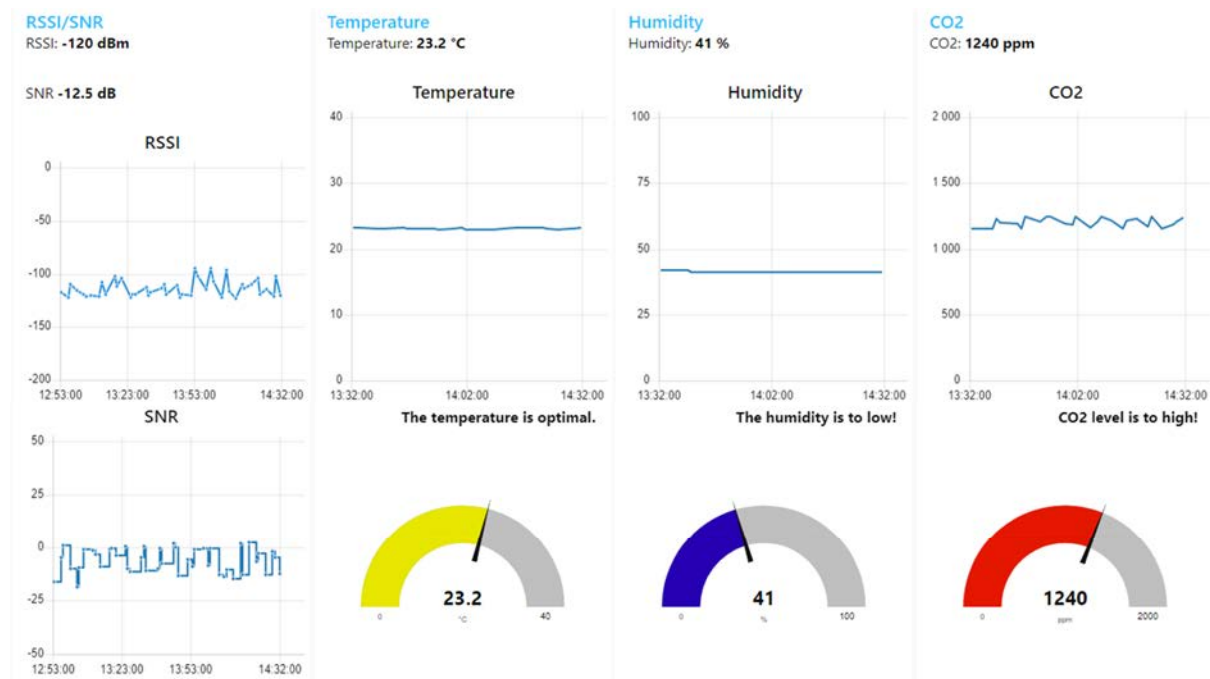 RSSI/SNR
RSSI: -120 dBm
SNR -12.5 dB
RSSI
0
-50
-100
-150
-200
12:53:00 13:23:00 13:53:00 14:32:00
SNR
50
25
0
-25
-50
12:53:00 13:23:00 13:53:00 14:32:00
Temperature
Temperature: 23.2 °C
Temperature
40
30
20
10
0
13:32:00 14:02:00 14:32:00
The temperature is optimal.
23.2
0 °C 40
Humidity
Humidity: 41 %
Humidity
100
75
50
25
0
13:32:00 14:02:00 14:32:00
The humidity is to low!
41
0 % 100
CO2
CO2: 1240 ppm
CO2
2 000
1 500
1 000
500
0
13:32:00 14:02:00 14:32:00
CO2 level is to high!
1240
0 ppm 2000